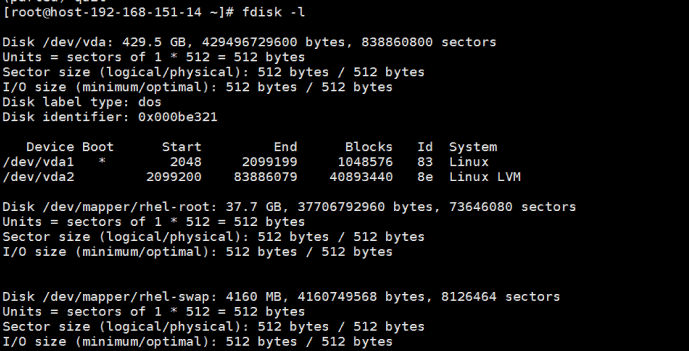 (parted) quit
[root@host-192-168-151-14 ~]# fdisk -l
Disk /dev/vda: 429.5 GB, 429496729600 bytes, 838860800 sectors
Units = sectors of 1 * 512 = 512 bytes
Sector size (logical/physical): 512 bytes / 512 bytes
I/O size (minimum/optimal): 512 bytes / 512 bytes
Disk label type: dos
Disk identifier: 0x000be321
Device Boot Start End Blocks Id System
/dev/vda1 * 2048 2099199 1048576 83 Linux
/dev/vda2 2099200 83886079 40893440 8e Linux LVM
Disk /dev/mapper/rhel-root: 37.7 GB, 37706792960 bytes, 73646080 sectors
Units = sectors of 1 * 512 = 512 bytes
Sector size (logical/physical): 512 bytes / 512 bytes
I/O size (minimum/optimal): 512 bytes / 512 bytes
Disk /dev/mapper/rhel-swap: 4160 MB, 4160749568 bytes, 8126464 sectors
Units = sectors of 1 * 512 = 512 bytes
Sector size (logical/physical): 512 bytes / 512 bytes
I/O size (minimum/optimal): 512 bytes / 512 bytes